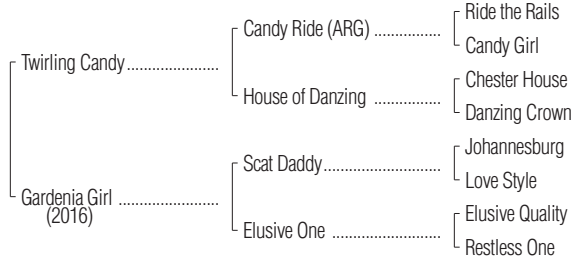 Ride the Rails
Candy Ride (ARG) ................
Candy Girl
Twirling Candy......................
Chester House
House of Danzing ................
Danzing Crown
Johannesburg
Scat Daddy............................
Love Style
Gardenia Girl ........................
(2016)
Elusive Quality
Elusive One ..........................
Restless One